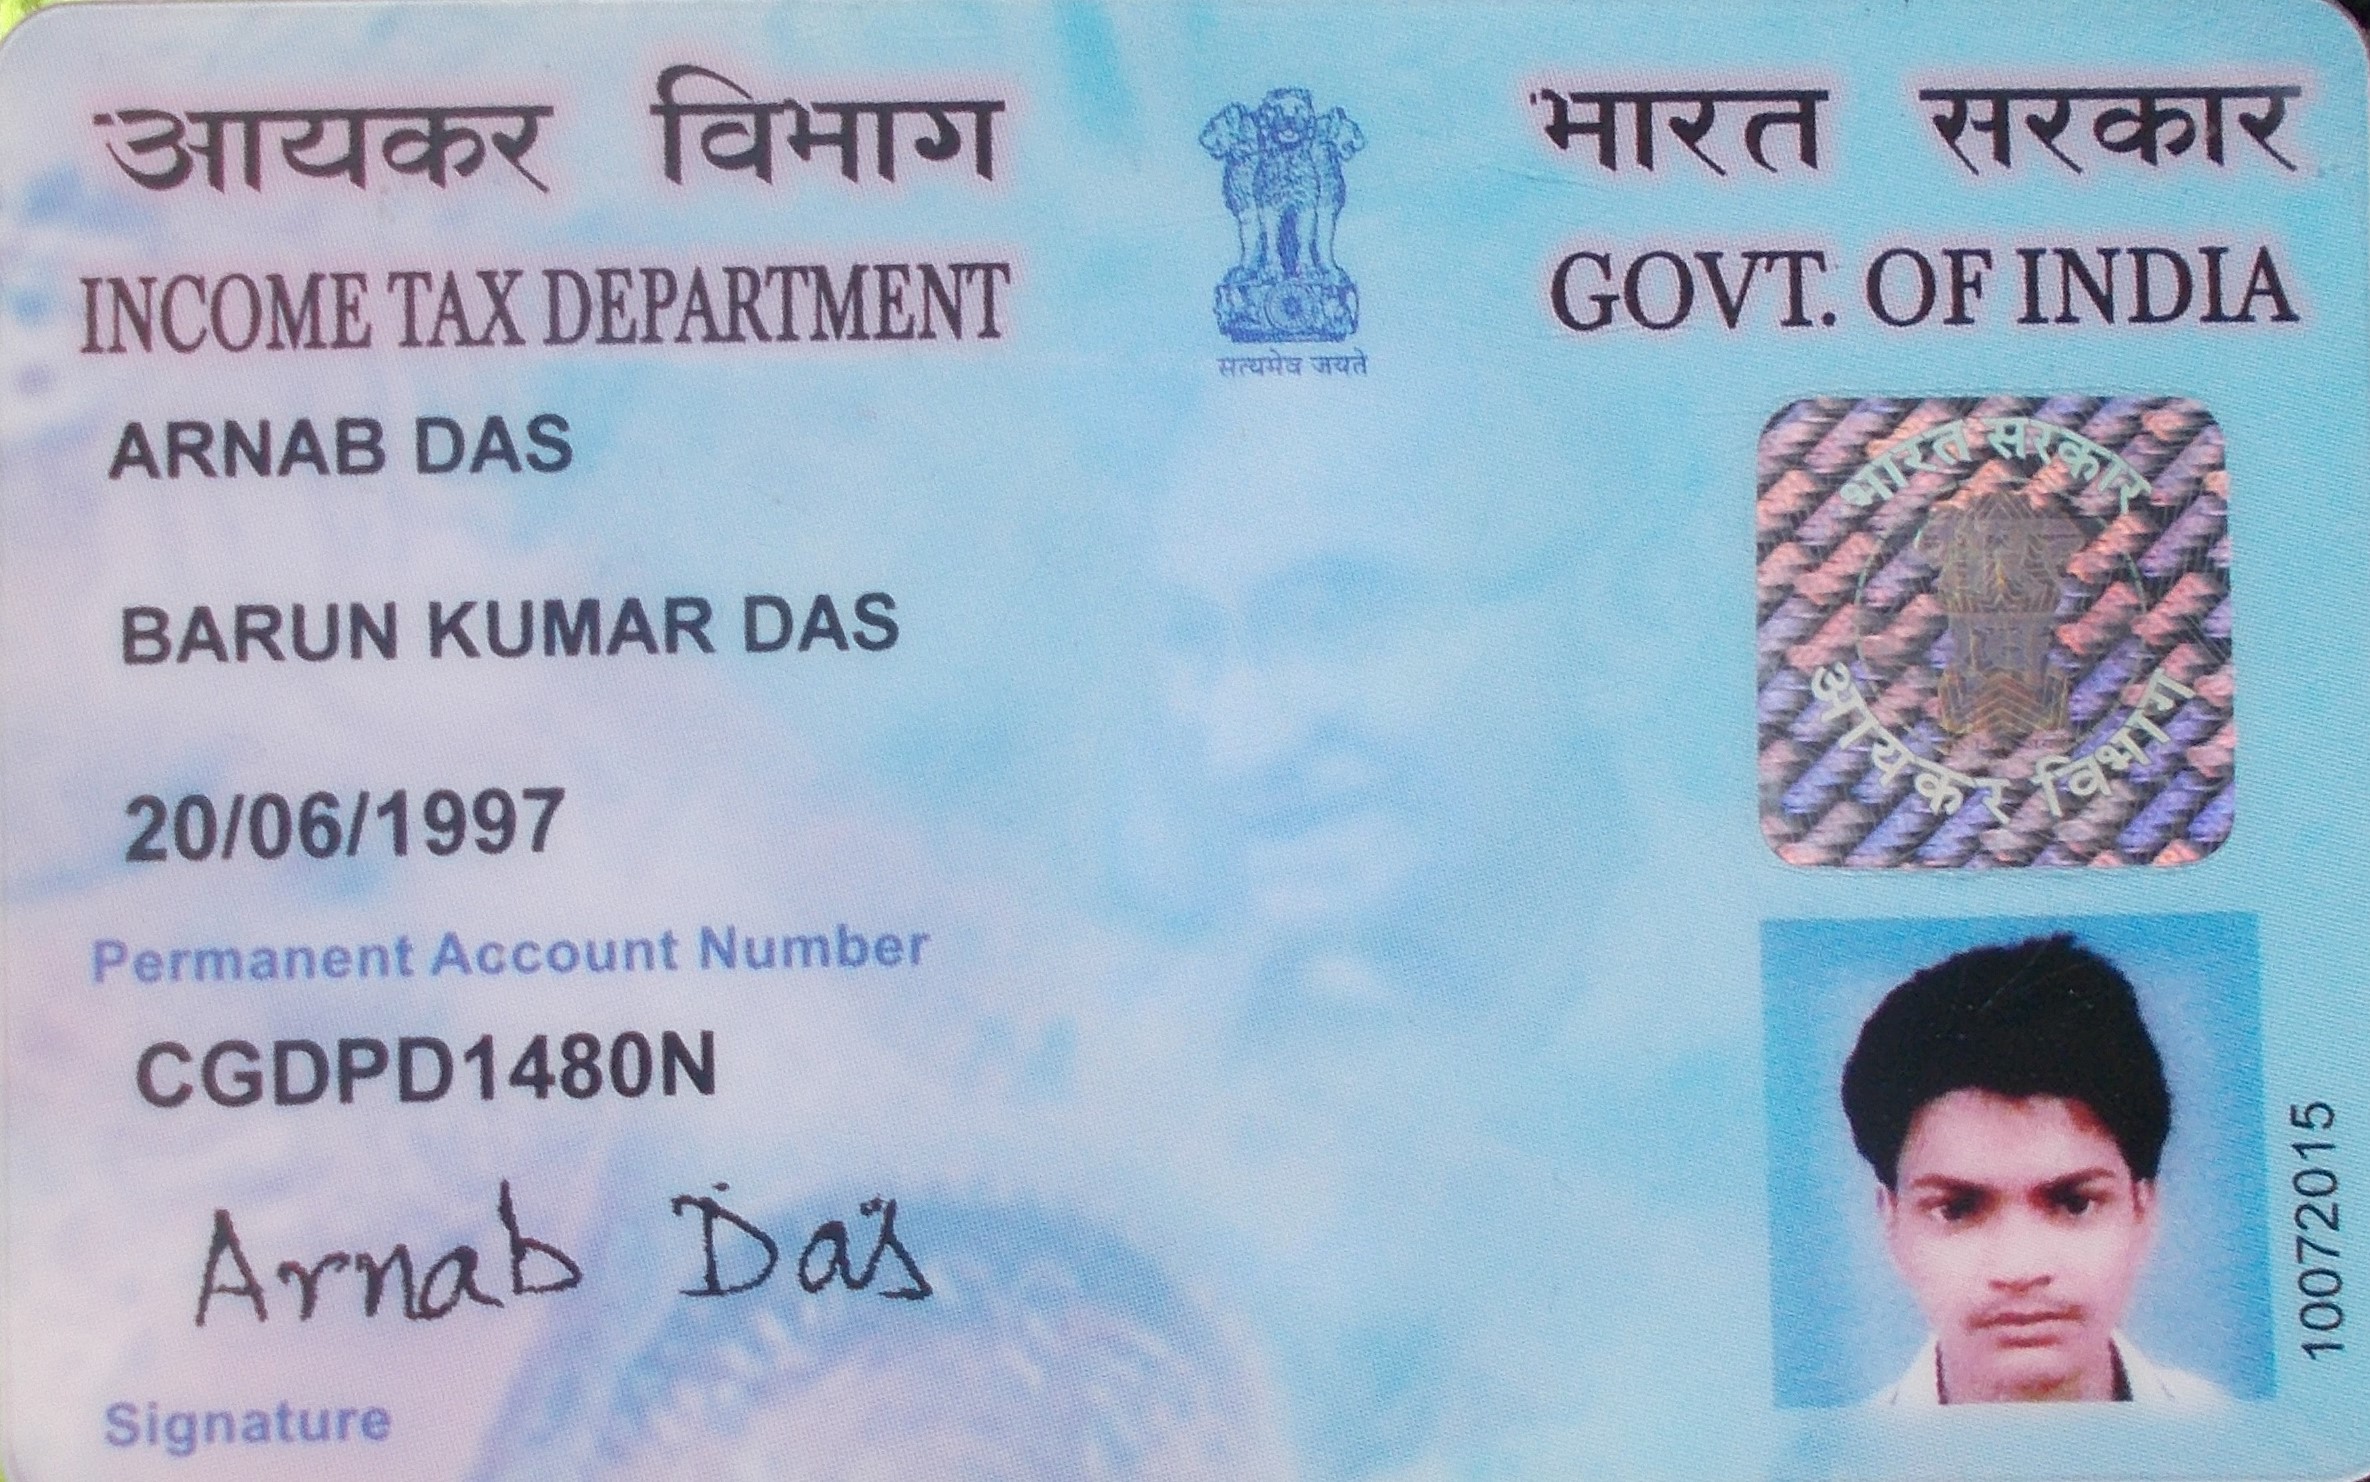 आयकर विभाग
INCOME TAX DEPARTMENT
सत्यमेव जयते
भारत सरकार
GOVT. OF INDIA
ARNAB DAS
BARUN KUMAR DAS
20/06/1997
Permanent Account Number
CGDPD1480N
Arnab Das
Signature
भारत सरकार
आयकर विभाग
10072015